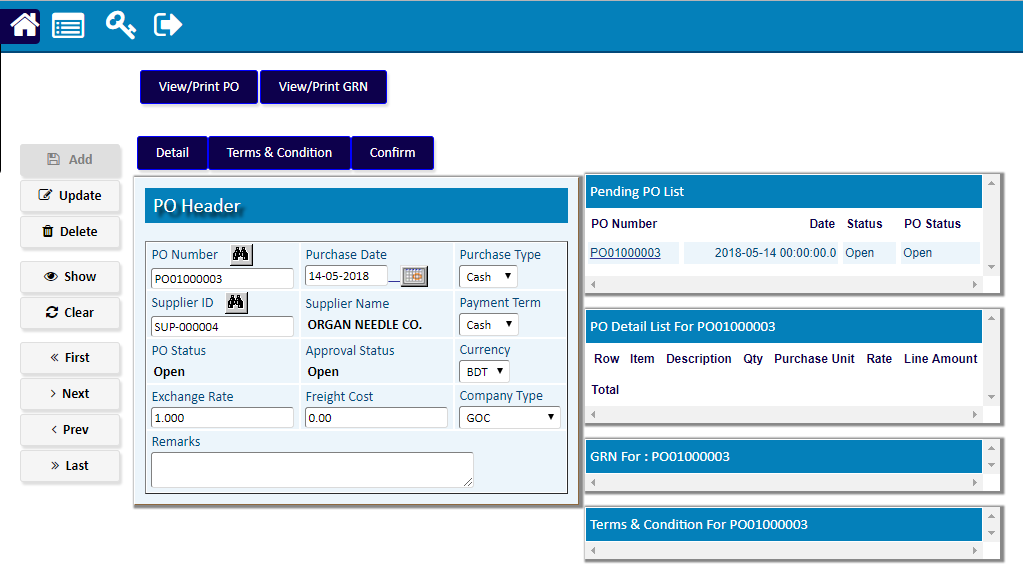 View/Print PO View/Print GRN
Detail Terms & Condition Confirm
Add
Update
Delete
Show
Clear
First
Next
Prev
Last
PO Header
PO Number Purchase Date Purchase Type
PO01000003 14-05-2018 Cash
Supplier ID Supplier Name Payment Term
SUP-000004 ORGAN NEEDLE CO. Cash
PO Status Approval Status Currency
Open Open BDT
Exchange Rate Freight Cost Company Type
1.000 0.00 GOC
Remarks
Pending PO List
PO Number Date Status PO Status
PO01000003 2018-05-14 00:00:00.0 Open Open
PO Detail List For PO01000003
Row Item Description Qty Purchase Unit Rate Line Amount
Total
GRN For : PO01000003
Terms & Condition For PO01000003